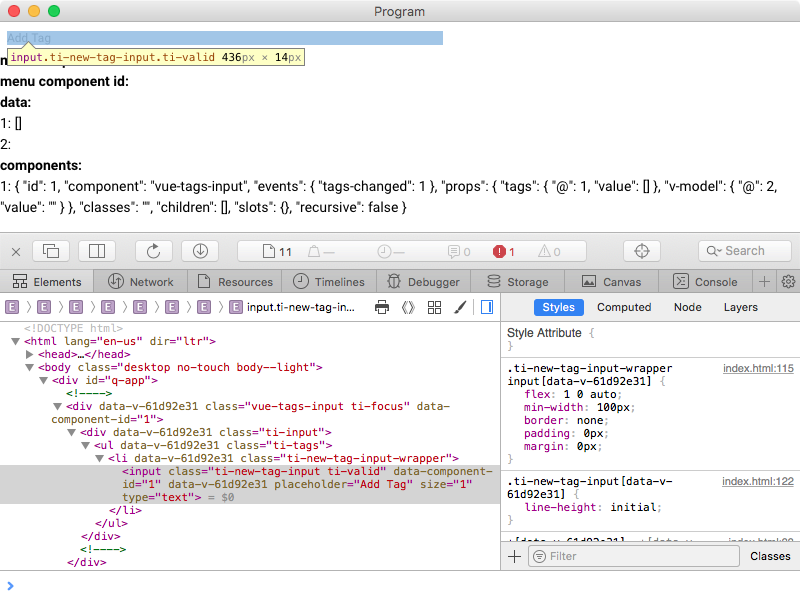 Program
Add Tag
input.ti-new-tag-input.ti-valid 436px × 14px
menu component id:
data:
1: []
2:
components:
1: { "id": 1, "component": "vue-tags-input", "events": { "tags-changed": 1 }, "props": { "tags": { "@": 1, "value": [] }, "v-model": { "@": 2,
"value": "" } }, "classes": "", "children": [], "slots": {}, "recursive": false }
11 — — 0 1 0 Search
Elements Network Resources Timelines Debugger Storage Canvas Console
E E E E E E E E input.ti-new-tag-in... Styles Computed Node Layers
<!DOCTYPE html>
<html lang="en-us" dir="ltr">
<head>…</head>
<body class="desktop no-touch body--light">
<div id="q-app">
<!---->
<div data-v-61d92e31 class="vue-tags-input ti-focus" data-
component-id="1">
<div data-v-61d92e31 class="ti-input">
<ul data-v-61d92e31 class="ti-tags">
<li data-v-61d92e31 class="ti-new-tag-input-wrapper">
<input class="ti-new-tag-input ti-valid" data-component-
id="1" data-v-61d92e31 placeholder="Add Tag" size="1"
type="text"> = $0
</li>
</ul>
</div>
<!---->
</div>
Style Attribute {
}
.ti-new-tag-input-wrapper index.html:115
input[data-v-61d92e31] {
flex: 1 0 auto;
min-width: 100px;
border: none;
padding: 0px;
margin: 0px;
}
.ti-new-tag-input[data- index.html:122
v-61d92e31] {
line-height: initial;
}
Filter Classes